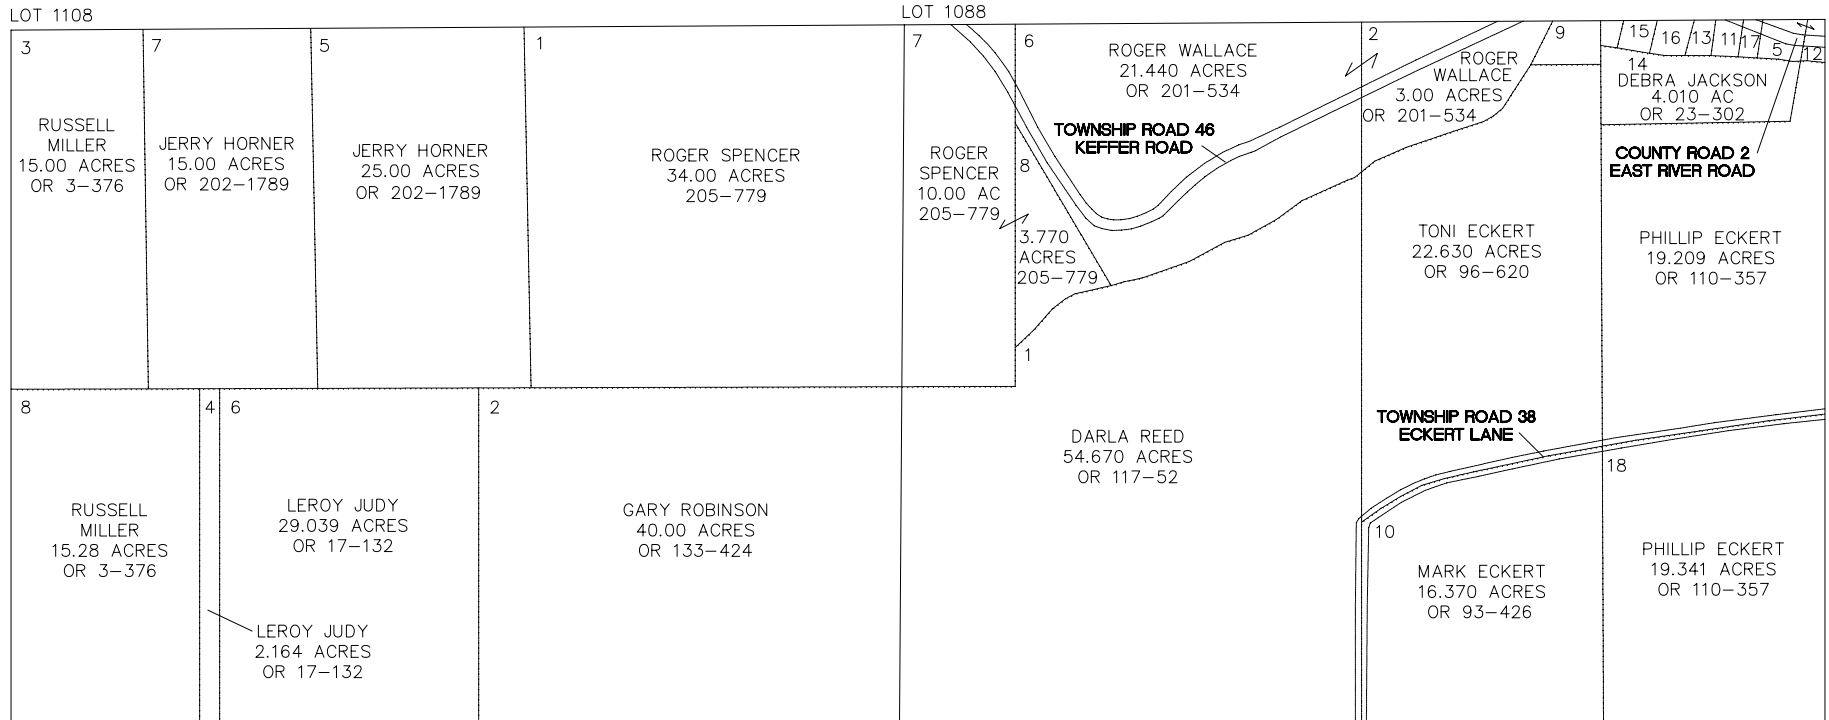 LOT 1108
LOT 1088
3
7
5
1
7
6
2
9
15
16
13
11
17
5
12
14
RUSSELL
MILLER
15.00 ACRES
OR 3-376
JERRY HORNER
15.00 ACRES
OR 202-1789
JERRY HORNER
25.00 ACRES
OR 202-1789
ROGER SPENCER
34.00 ACRES
205-779
ROGER
SPENCER
10.00 AC
205-779
8
3.770
ACRES
205-779
ROGER WALLACE
21.440 ACRES
OR 201-534
TOWNSHIP ROAD 46
KEFFER ROAD
ROGER
WALLACE
3.00 ACRES
OR 201-534
DEBRA JACKSON
4.010 AC
OR 23-302
COUNTY ROAD 2
EAST RIVER ROAD
TONI ECKERT
22.630 ACRES
OR 96-620
PHILLIP ECKERT
19.209 ACRES
OR 110-357
1
8
4
6
2
RUSSELL
MILLER
15.28 ACRES
OR 3-376
LEROY JUDY
29.039 ACRES
OR 17-132
LEROY JUDY
2.164 ACRES
OR 17-132
GARY ROBINSON
40.00 ACRES
OR 133-424
DARLA REED
54.670 ACRES
OR 117-52
TOWNSHIP ROAD 38
ECKERT LANE
18
10
MARK ECKERT
16.370 ACRES
OR 93-426
PHILLIP ECKERT
19.341 ACRES
OR 110-357